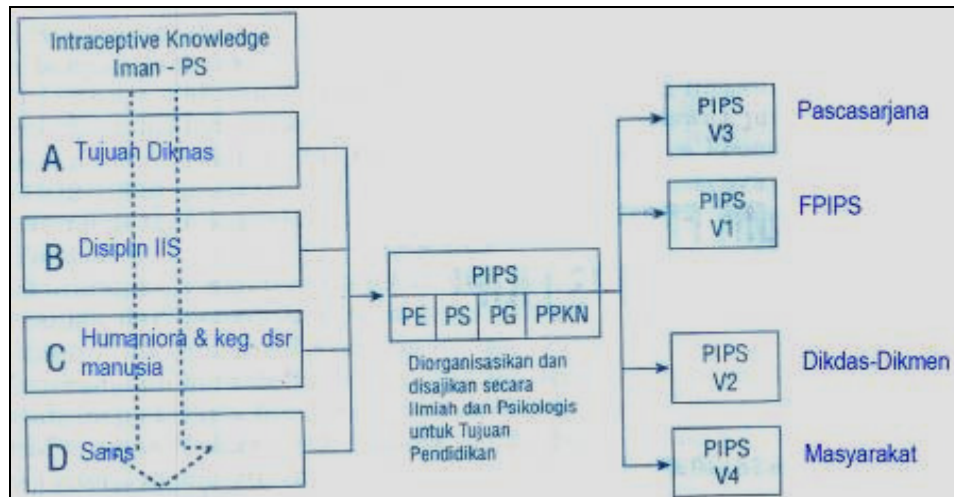 Intraceptive Knowledge
Iman - PS
A Tujuan Diknas
B Disiplin IIS
C Humaniora & keg. dsr
manusia
D Sains
PIPS
PE PS PG PPKN
Diorganisasikan dan
disajikan secara
Ilmiah dan Psikologis
untuk Tujuan
Pendidikan
PIPS
V3
Pascasarjana
PIPS
V1
FPIPS
PIPS
V2
Dikdas-Dikmen
PIPS
V4
Masyarakat